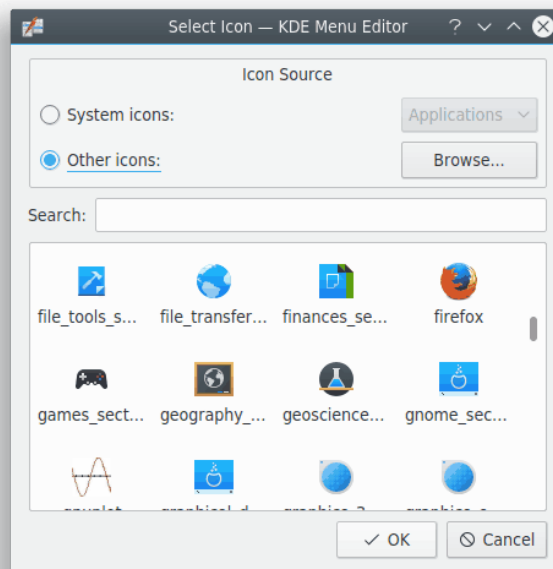 Select Icon — KDE Menu Editor
Icon Source
System icons:
Applications
Other icons:
Browse...
Search:
file_tools_s... file_transfer... finances_se... firefox
games_sect... geography_... geoscience... gnome_sec...
OK Cancel